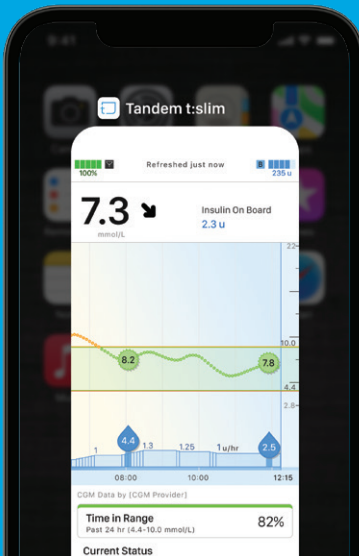 9:41
Tandem t:slim
100%
Refreshed just now
B
235 u
7.3
mmol/L
Insulin On Board
2.3 u
22
10.0
8.2
7.8
4.4
2.8
4.4
2.5
1
1.3
1.25
1 u/hr
08:00
10:00
12:15
CGM Data by [CGM Provider]
Time in Range
Past 24 hr (4.4-10.0 mmol/L)
82%
Current Status